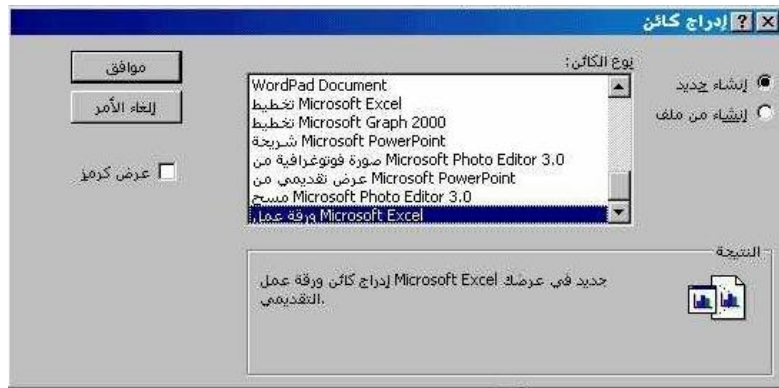 إدراج كائن
نوع الكائن:
إنشاء جديد
إنشاء من ملف
WordPad Document
تخطيط Microsoft Excel
تخطيط Microsoft Graph 2000
شريحة Microsoft PowerPoint
صورة فوتوغرافية من Microsoft Photo Editor 3.0
عرض تقديمي من Microsoft PowerPoint
مسح Microsoft Photo Editor 3.0
ورقة عمل Microsoft Excel
موافق
إلغاء الأمر
عرض كرمز
النتيجة
إدراج كائن ورقة عمل Microsoft Excel جديد في عرضك
التقديمي.